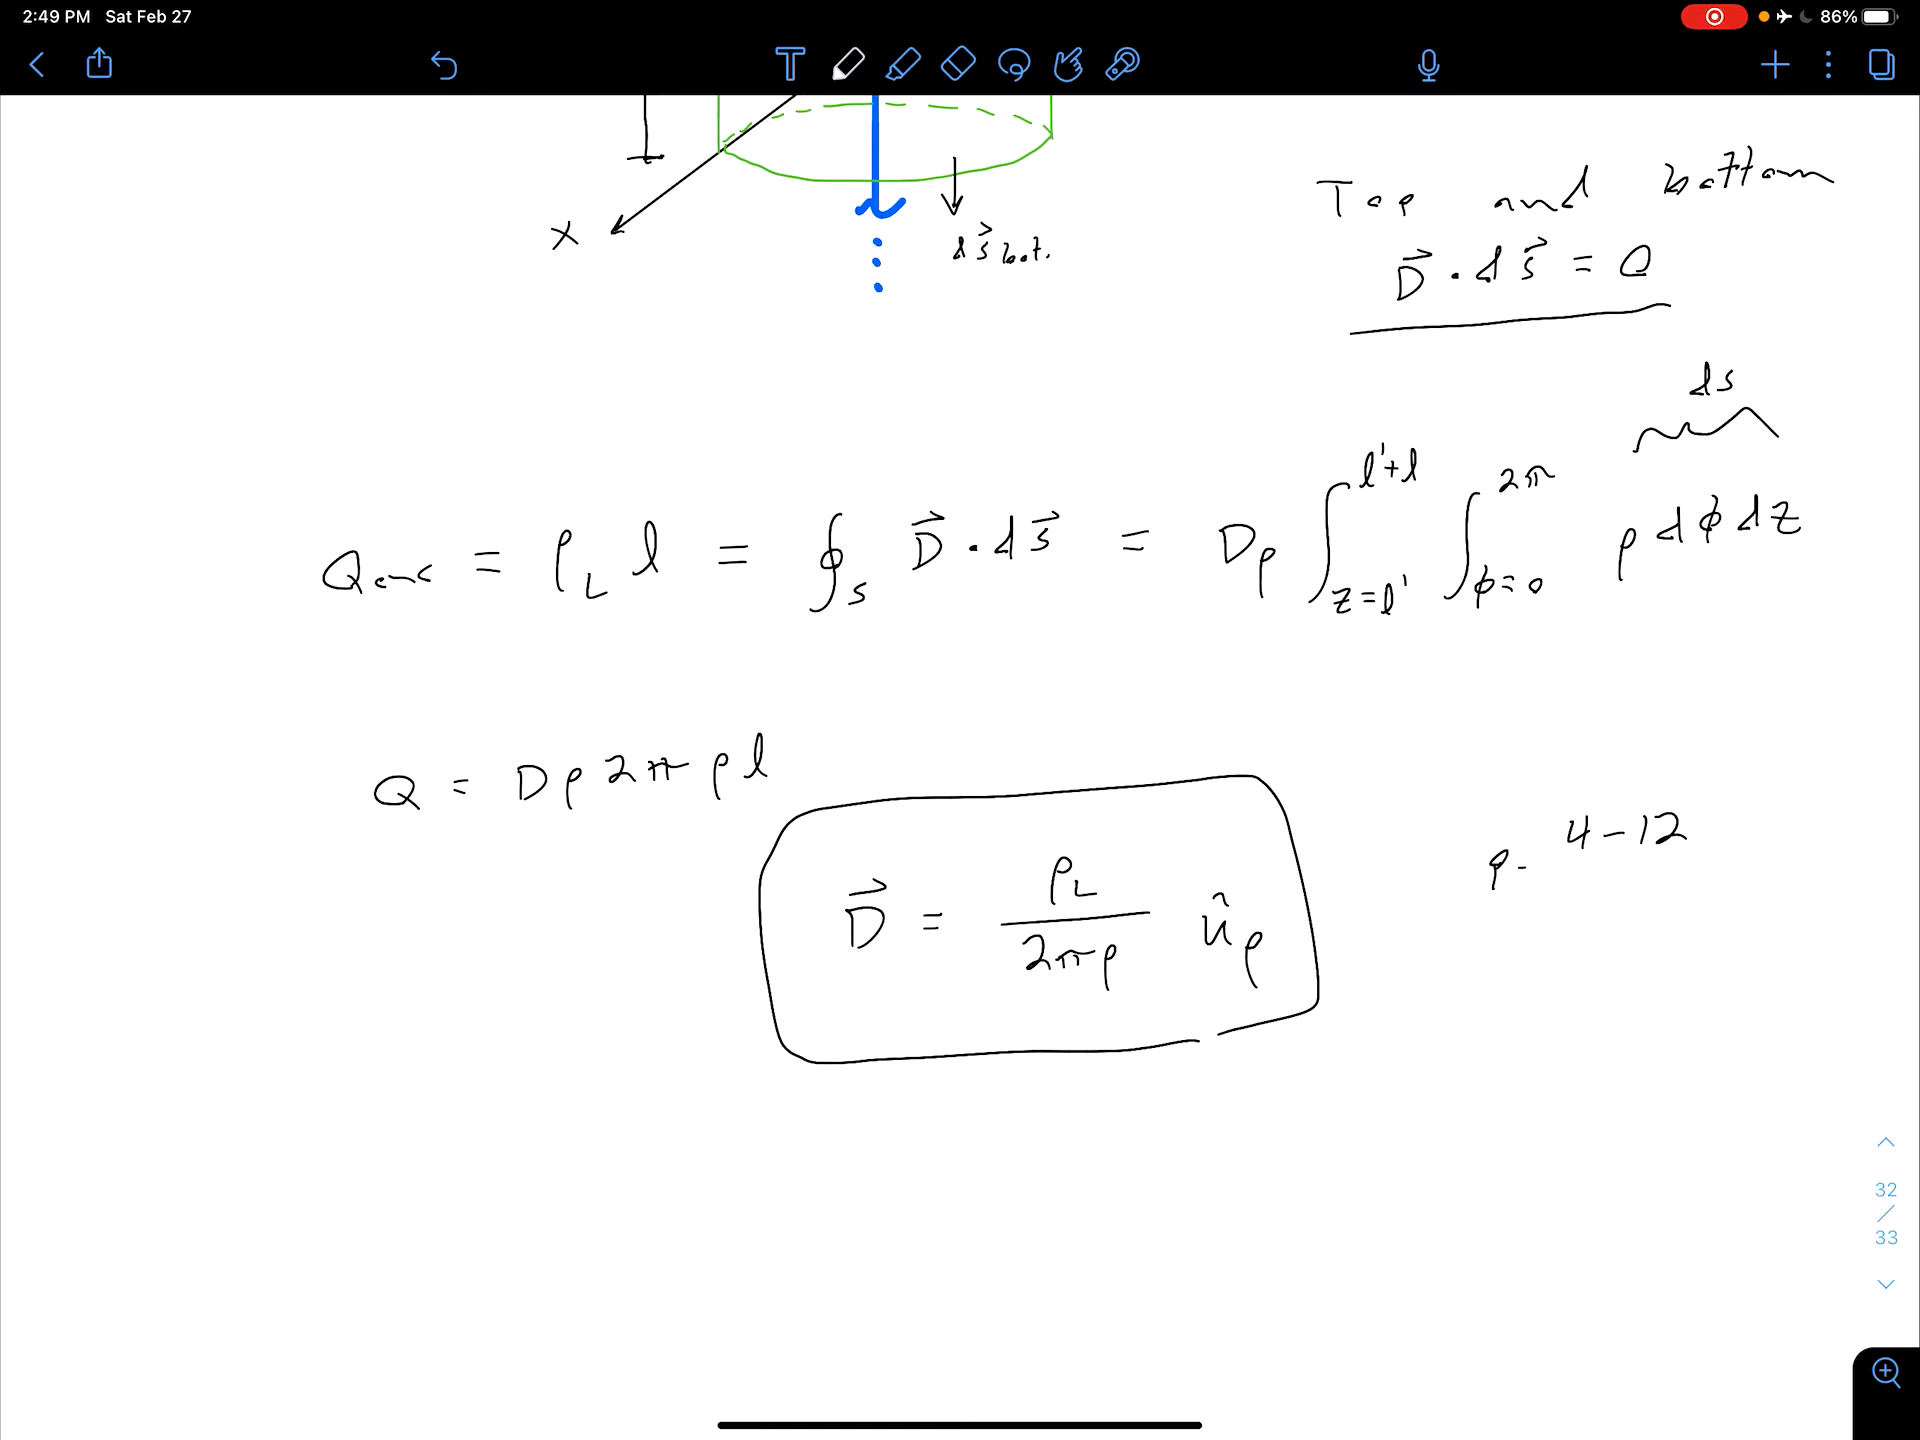 2:49 PM Sat Feb 27
86%
T
X
d s⃗ bot.
Top and bottom
D⃗ · d s⃗ = 0
ds
Qenc = ρ_L l = ∮_S D⃗ · d s⃗ = D_ρ ∫_{z=l'}^{l'+l} ∫_{ϕ=0}^{2π} ρ dϕ dz
Q = D_ρ 2π ρ l
D⃗ = ρ_L / 2πρ û_ρ
p. 4-12
32
/
33